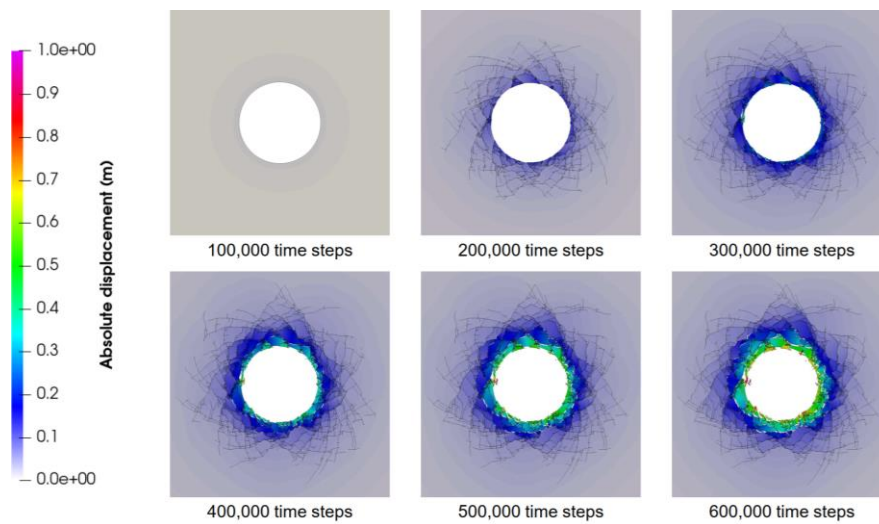 1.0e+00
0.9
0.8
0.7
0.6
0.5
0.4
0.3
0.2
0.1
0.0e+00
Absolute displacement (m)
100,000 time steps
200,000 time steps
300,000 time steps
400,000 time steps
500,000 time steps
600,000 time steps